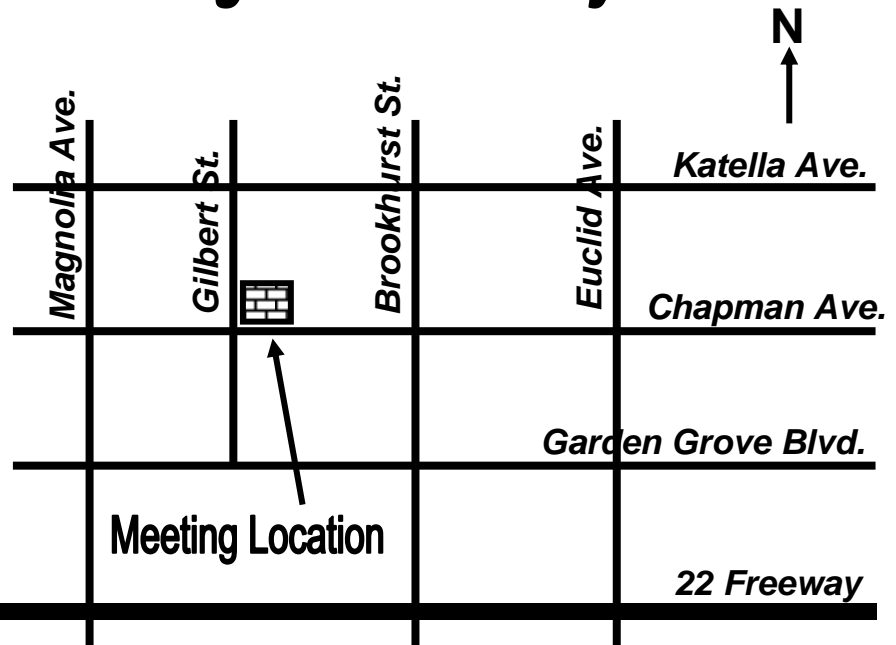 N
Magnolia Ave.
Gilbert St.
Brookhurst St.
Euclid Ave.
Katella Ave.
Chapman Ave.
Garden Grove Blvd.
Meeting Location
22 Freeway